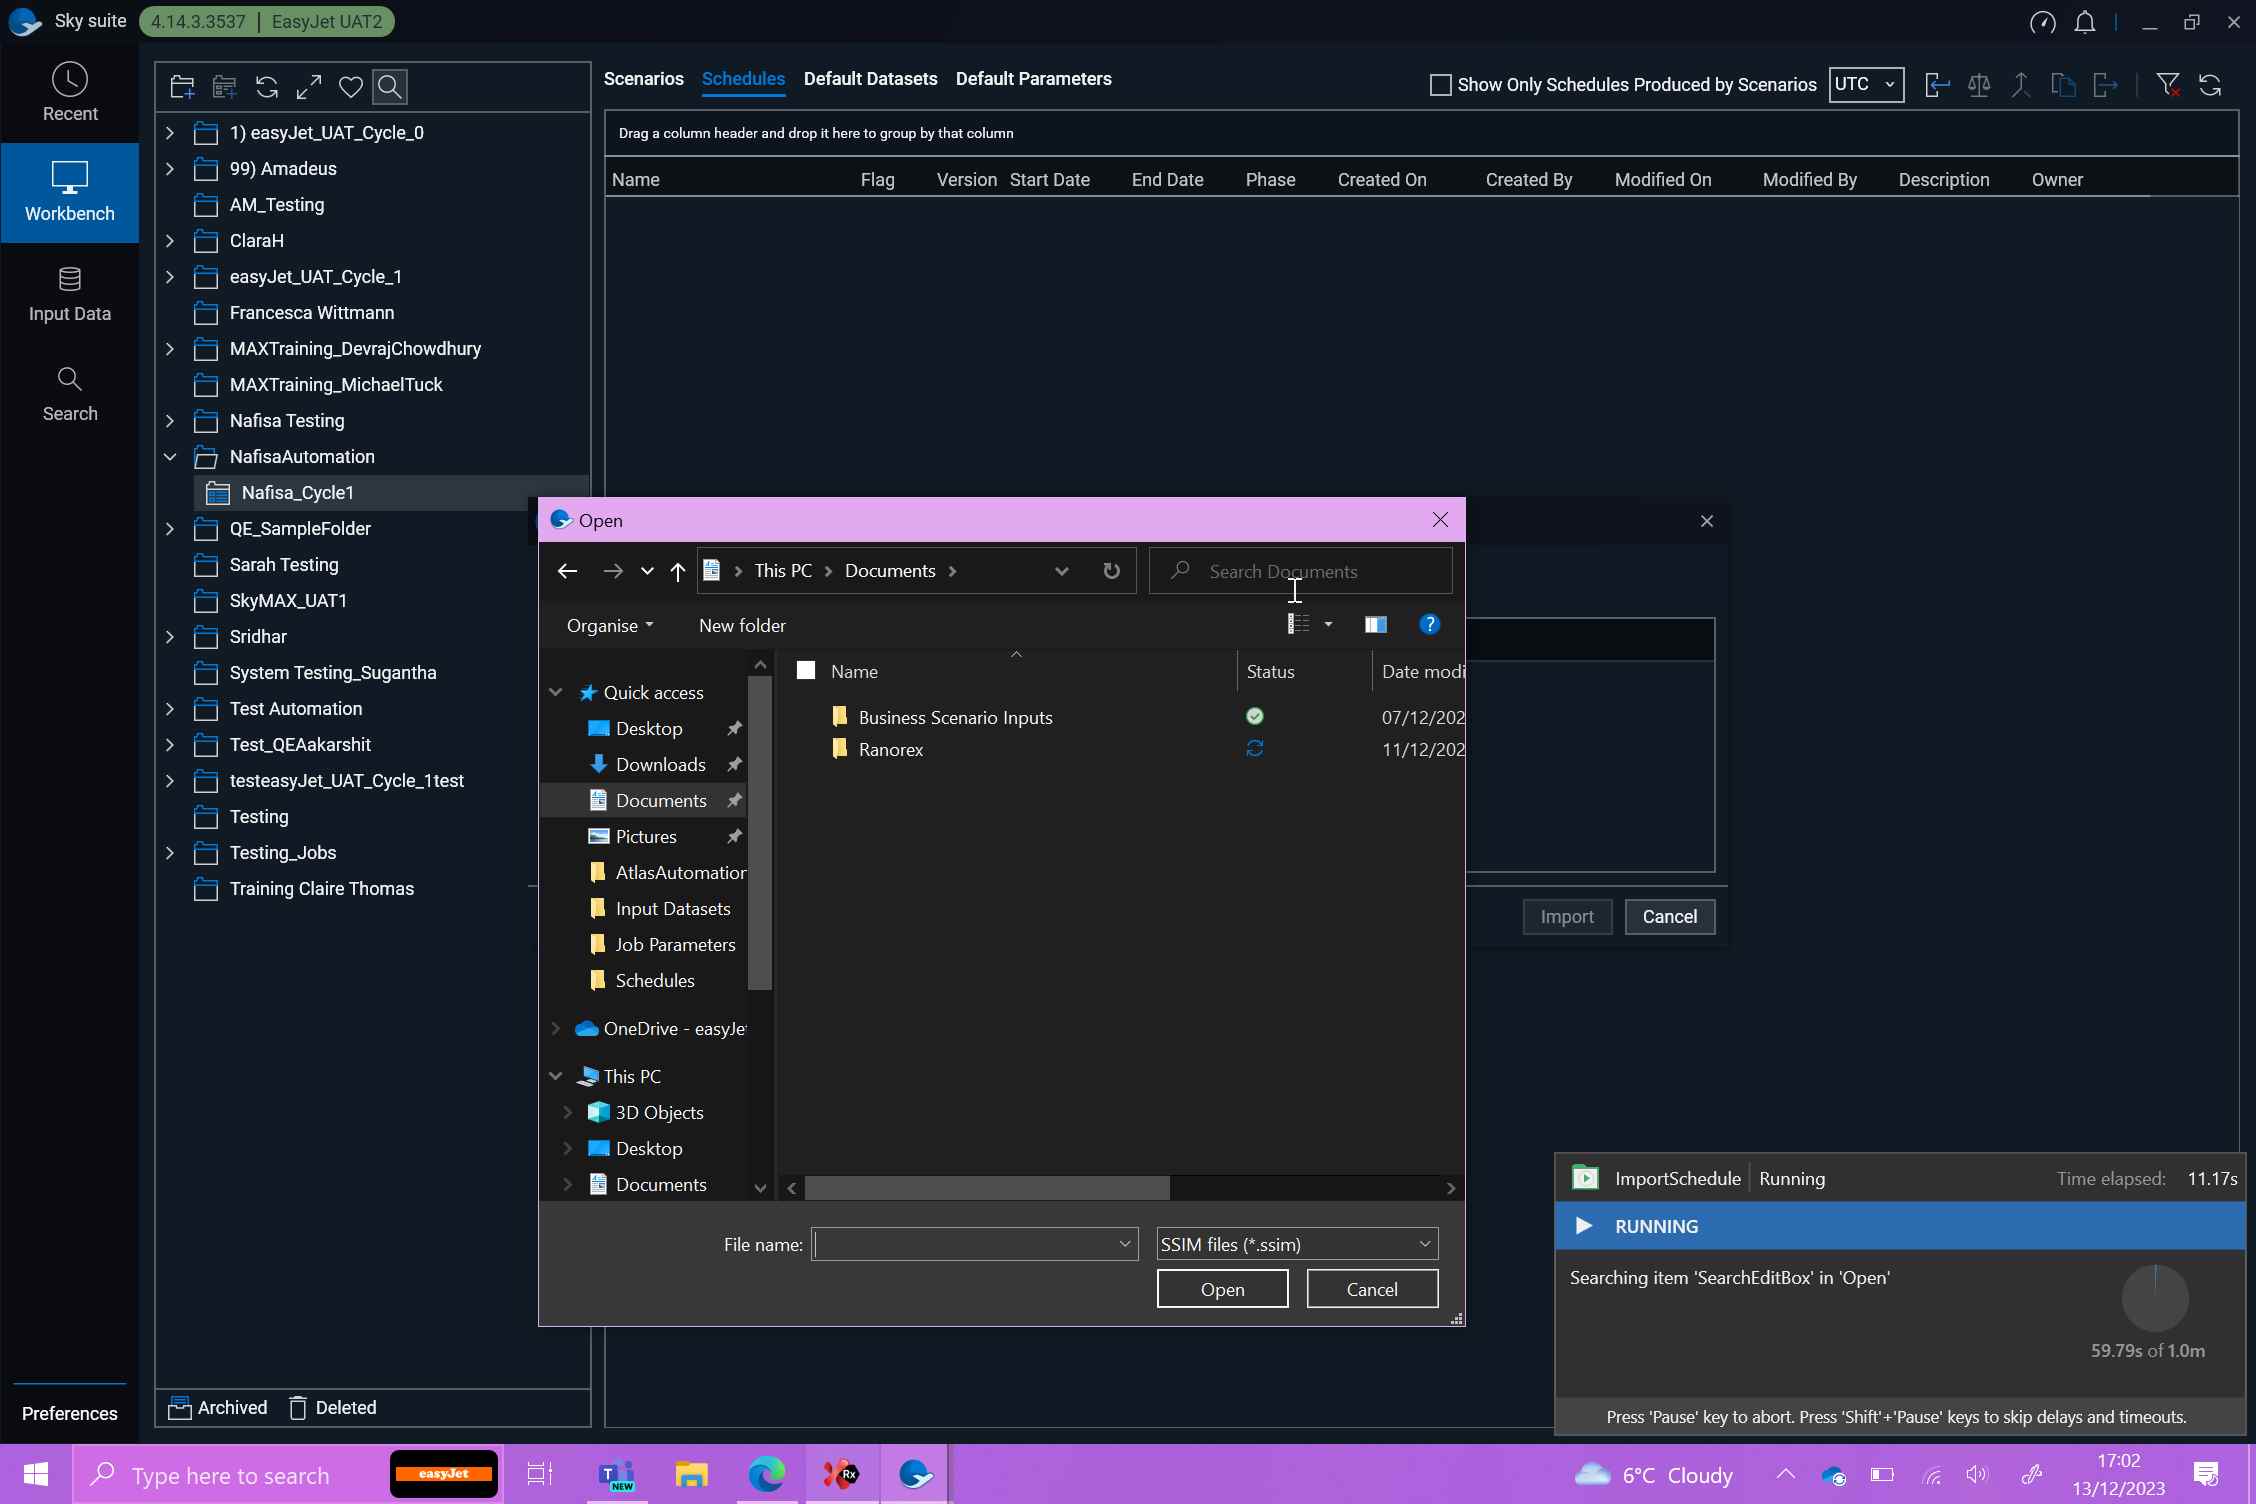 Sky suite 4.14.3.3537 | EasyJet UAT2
Recent
Workbench
Input Data
Search
Preferences
1) easyJet_UAT_Cycle_0
99) Amadeus
AM_Testing
ClaraH
easyJet_UAT_Cycle_1
Francesca Wittmann
MAXTraining_DevrajChowdhury
MAXTraining_MichaelTuck
Nafisa Testing
NafisaAutomation
Nafisa_Cycle1
QE_SampleFolder
Sarah Testing
SkyMAX_UAT1
Sridhar
System Testing_Sugantha
Test Automation
Test_QEAakarshit
testeasyJet_UAT_Cycle_1test
Testing
Testing_Jobs
Training Claire Thomas
Archived Deleted
Scenarios Schedules Default Datasets Default Parameters
Show Only Schedules Produced by Scenarios UTC
Drag a column header and drop it here to group by that column
Name Flag Version Start Date End Date Phase Created On Created By Modified On Modified By Description Owner
Open
This PC Documents
Search Documents
Organise New folder
Quick access
Desktop
Downloads
Documents
Pictures
AtlasAutomation
Input Datasets
Job Parameters
Schedules
OneDrive - easyJet
This PC
3D Objects
Desktop
Documents
Name Status Date modi
Business Scenario Inputs 07/12/202
Ranorex 11/12/202
File name: SSIM files (*.ssim)
Open Cancel
Import Cancel
ImportSchedule Running Time elapsed: 11.17s
RUNNING
Searching item 'SearchEditBox' in 'Open'
59.79s of 1.0m
Press 'Pause' key to abort. Press 'Shift'+'Pause' keys to skip delays and timeouts.
Type here to search
easyJet
NEW
Rx
6°C Cloudy
17:02
13/12/2023